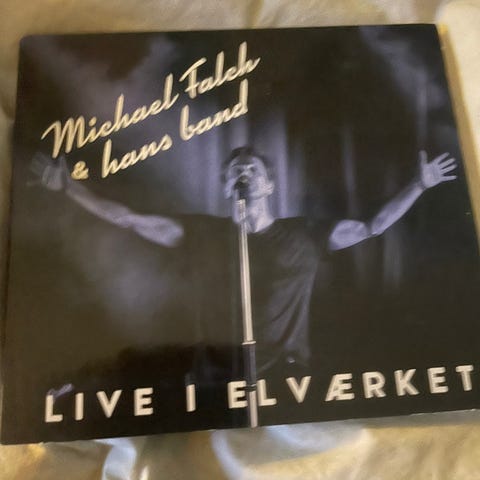 Michael Falch
& hans band
LIVE I ELVÆRKET